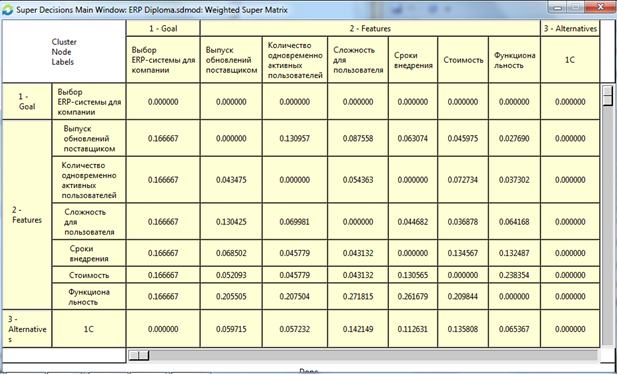 Super Decisions Main Window: ERP Diploma.sdmod: Weighted Super Matrix
Cluster
Node
Labels
1 - Goal
2 - Features
3 - Alternatives
Выбор
ERP-системы для
компании
Выпуск
обновлений
поставщиком
Количество
одновременно
активных
пользователей
Сложность
для
пользователя
Сроки
внедрения
Стоимость
Функциона
льность
1С
1 -
Goal
Выбор
ERP-системы для
компании
0.000000 0.000000 0.000000 0.000000 0.000000 0.000000 0.000000 0.000000
2 -
Features
Выпуск
обновлений
поставщиком
0.166667 0.000000 0.130957 0.087558 0.063074 0.045975 0.027690 0.000000
Количество
одновременно
активных
пользователей
0.166667 0.043475 0.000000 0.054363 0.000000 0.072734 0.037302 0.000000
Сложность
для
пользователя
0.166667 0.130425 0.069981 0.000000 0.044682 0.036878 0.064168 0.000000
Сроки
внедрения
0.166667 0.068502 0.045779 0.043132 0.000000 0.134567 0.132487 0.000000
Стоимость
0.166667 0.052093 0.045779 0.043132 0.130565 0.000000 0.238354 0.000000
Функциона
льность
0.166667 0.205505 0.207504 0.271815 0.261679 0.209844 0.000000 0.000000
3 -
Alternative
s
1С
0.000000 0.059715 0.057232 0.142149 0.112631 0.135808 0.065367 0.000000
Done